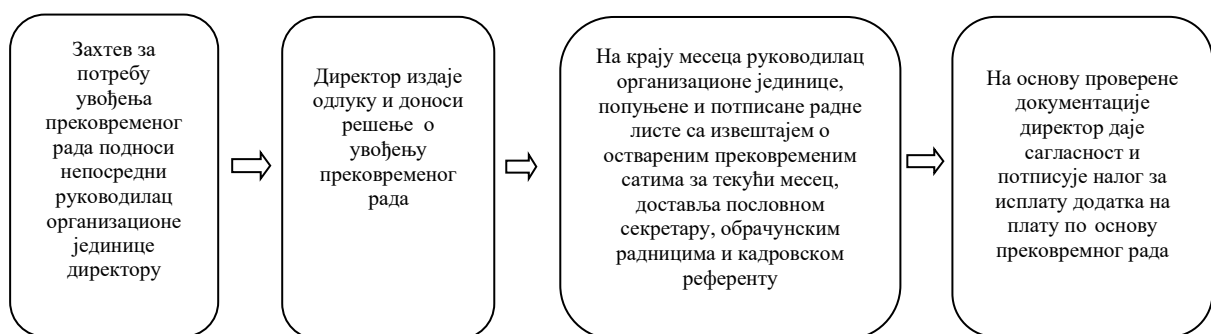 Захтев за
потребу
увођења
прековременог
рада подноси
непосредни
руководилац
организационе
јединице
директору
Директор издаје
одлуку и доноси
решење о
увођењу
прековременог
рада
На крају месеца руководилац
организационе јединице,
попуњене и потписане радне
листе са извештајем о
оствареним прековременим
сатима за текући месец,
доставља пословном
секретару, обрачунским
радницима и кадровском
референту
На основу проверене
документације
директор даје
сагласност и
потписује налог за
исплату додатка на
плату по основу
прековремног рада